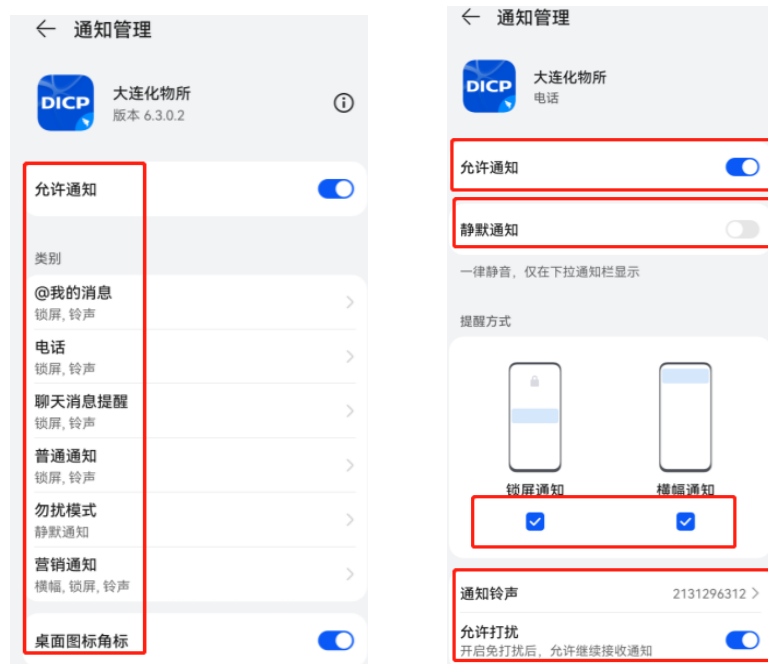 通知管理
DICP
大连化物所
版本 6.3.0.2
允许通知
类别
@我的消息
锁屏, 铃声
电话
锁屏, 铃声
聊天消息提醒
锁屏, 铃声
普通通知
锁屏, 铃声
勿扰模式
静默通知
营销通知
横幅, 锁屏, 铃声
桌面图标角标
通知管理
DICP
大连化物所
电话
允许通知
静默通知
一律静音，仅在下拉通知栏显示
提醒方式
锁屏通知
横幅通知
通知铃声
2131296312
允许打扰
开启免打扰后，允许继续接收通知